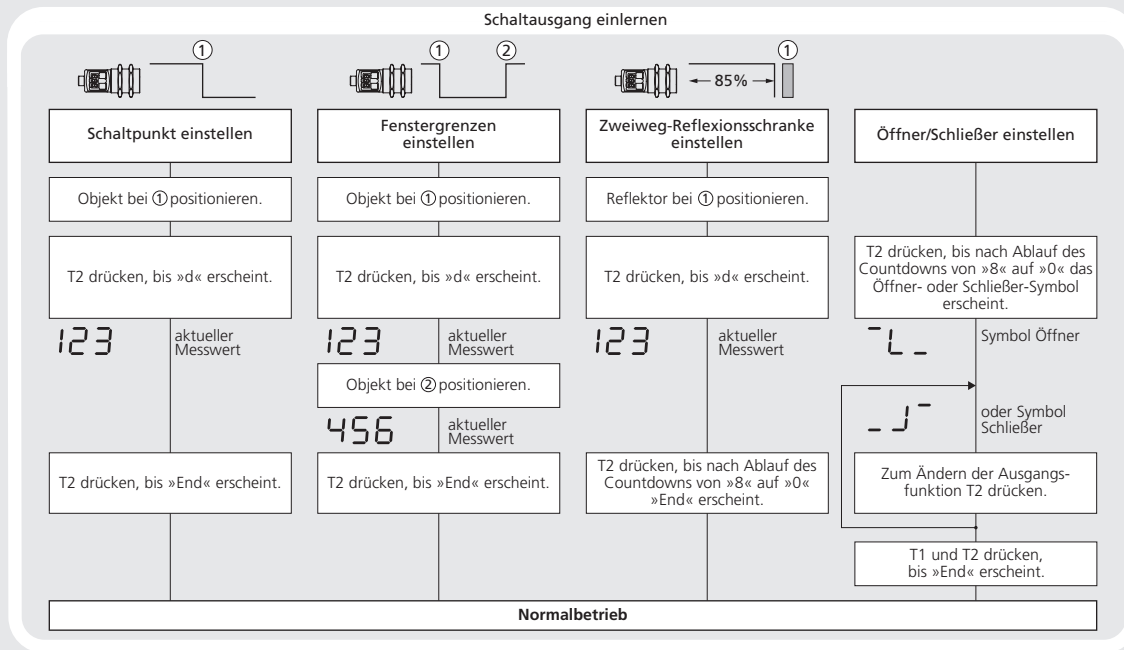 Schaltausgang einlernen
①
① ②
85%
①
Schaltpunkt einstellen
Objekt bei ① positionieren.
T2 drücken, bis »d« erscheint.
123
aktueller
Messwert
T2 drücken, bis »End« erscheint.
Fenstergrenzen
einstellen
Objekt bei ① positionieren.
T2 drücken, bis »d« erscheint.
123
aktueller
Messwert
Objekt bei ② positionieren.
456
aktueller
Messwert
T2 drücken, bis »End« erscheint.
Zweiweg-Reflexionsschranke
einstellen
Reflektor bei ① positionieren.
T2 drücken, bis »d« erscheint.
123
aktueller
Messwert
T2 drücken, bis nach Ablauf des
Countdowns von »8« auf »0«
»End« erscheint.
Öffner/Schließer einstellen
T2 drücken, bis nach Ablauf des
Countdowns von »8« auf »0« das
Öffner- oder Schließer-Symbol
erscheint.
Symbol Öffner
oder Symbol
Schließer
Zum Ändern der Ausgangs-
funktion T2 drücken.
T1 und T2 drücken,
bis »End« erscheint.
Normalbetrieb